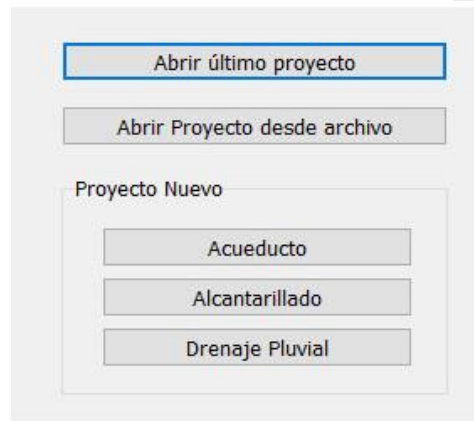 Abrir último proyecto
Abrir Proyecto desde archivo
Proyecto Nuevo
Acueducto
Alcantarillado
Drenaje Pluvial